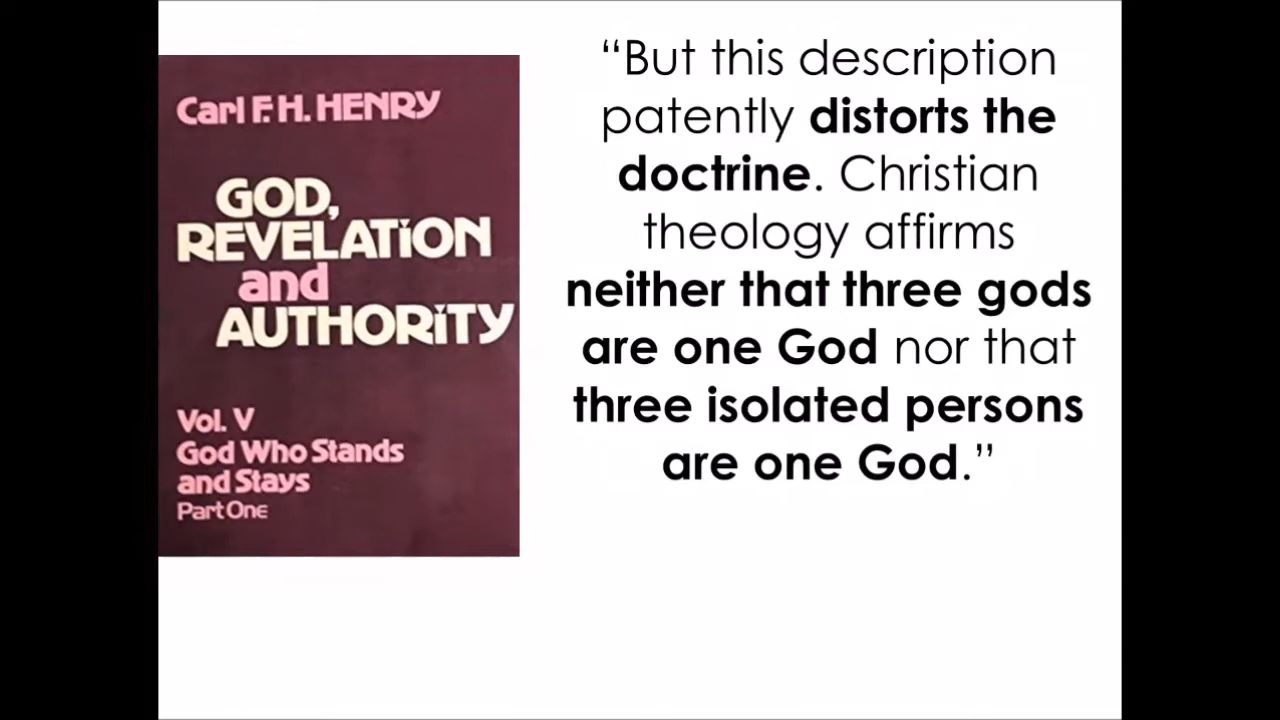 Carl F. H. HENRY
GOD,
REVELATION
and
AUTHORITY
Vol. V
God Who Stands
and Stays
Part One
“But this description
patently distorts the
doctrine. Christian
theology affirms
neither that three gods
are one God nor that
three isolated persons
are one God.”